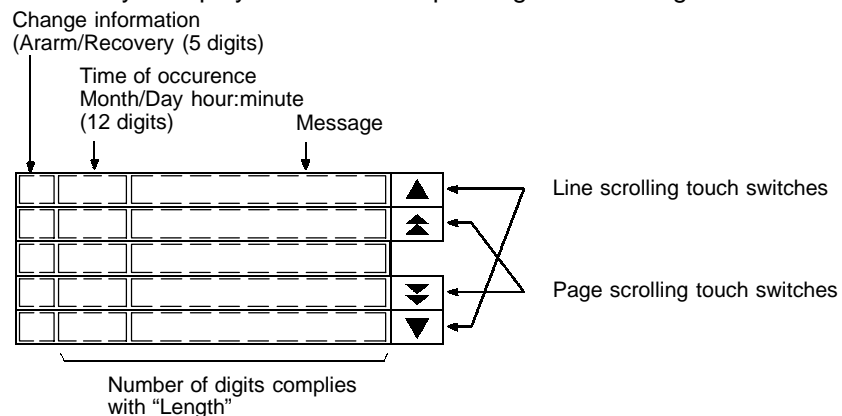 Change information
(Ararm/Recovery (5 digits)
Time of occurence
Month/Day hour:minute
(12 digits)
Message
Line scrolling touch switches
Page scrolling touch switches
Number of digits complies
with “Length”